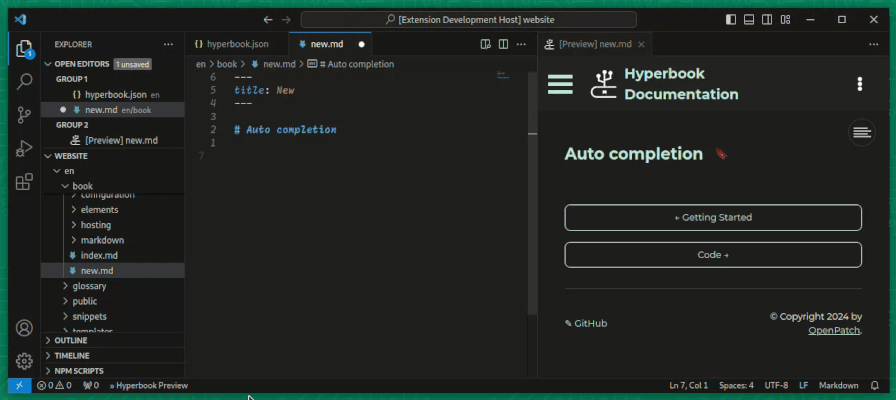 [Extension Development Host] website
EXPLORER
OPEN EDITORS 1 unsaved
GROUP 1
{} hyperbook.json en
new.md en/book
GROUP 2
[Preview] new.md
WEBSITE
en
book
configuration
elements
hosting
markdown
index.md
new.md
glossary
public
snippets
templates
OUTLINE
TIMELINE
NPM SCRIPTS
{} hyperbook.json
new.md
en > book > new.md > # Auto completion
6 ---
5 title: New
4 ---
3
2 # Auto completion
1
7
[Preview] new.md
Hyperbook
Documentation
Auto completion
← Getting Started
Code →
✎ GitHub
© Copyright 2024 by
OpenPatch.
1
0 0 0 » Hyperbook Preview
Ln 7, Col 1 Spaces: 4 UTF-8 LF Markdown